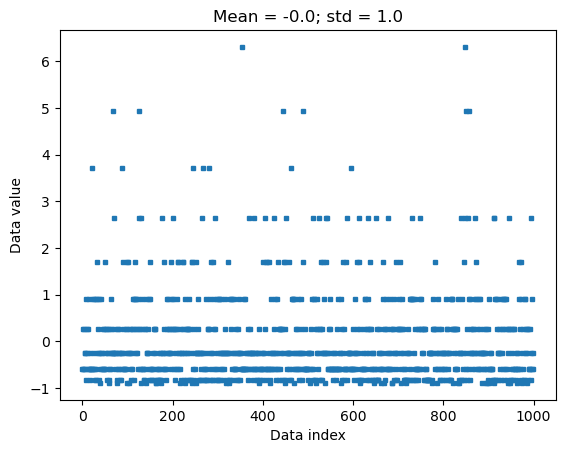 Mean = -0.0; std = 1.0
Data value
6
5
4
3
2
1
0
−1
0 200 400 600 800 1000
Data index